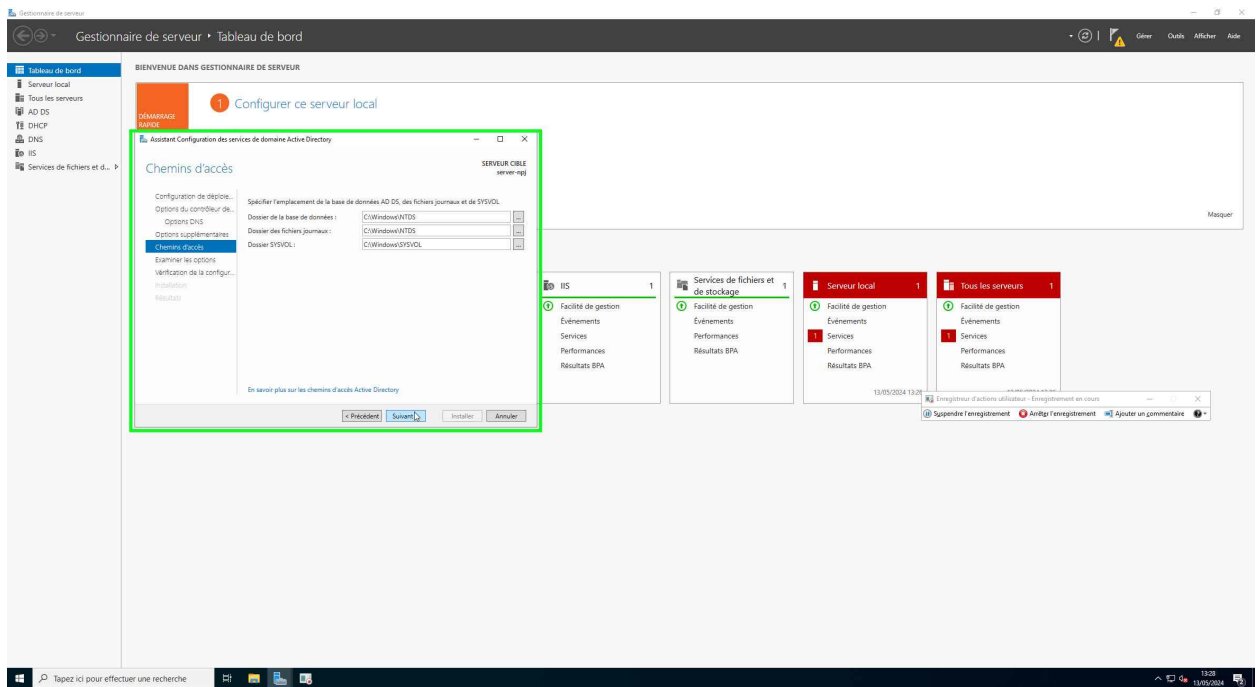 Gestionnaire de serveur
Gestionnaire de serveur • Tableau de bord
Gérer Outils Afficher Aide
Tableau de bord
Serveur local
Tous les serveurs
AD DS
DHCP
DNS
IIS
Services de fichiers et d...
BIENVENUE DANS GESTIONNAIRE DE SERVEUR
DÉMARRAGE
RAPIDE
1 Configurer ce serveur local
Masquer
Assistant Configuration des services de domaine Active Directory
Chemins d'accès
SERVEUR CIBLE
server-npj
Configuration de déploie...
Options du contrôleur de...
Options DNS
Options supplémentaires
Chemins d'accès
Examiner les options
Vérification de la configur...
Installation
Résultats
Spécifier l'emplacement de la base de données AD DS, des fichiers journaux et de SYSVOL
Dossier de la base de données : C:\Windows\NTDS ...
Dossier des fichiers journaux : C:\Windows\NTDS ...
Dossier SYSVOL : C:\Windows\SYSVOL ...
En savoir plus sur les chemins d'accès Active Directory
< Précédent Suivant Installer Annuler
IIS 1
Facilité de gestion
Événements
Services
Performances
Résultats BPA
Services de fichiers et
de stockage 1
Facilité de gestion
Événements
Services
Performances
Résultats BPA
Serveur local 1
Facilité de gestion
Événements
1 Services
Performances
Résultats BPA
13/05/2024 13:26
Tous les serveurs 1
Facilité de gestion
Événements
1 Services
Performances
Résultats BPA
Enregistreur d'actions utilisateur - Enregistrement en cours
Suspendre l'enregistrement Arrêter l'enregistrement Ajouter un commentaire
Tapez ici pour effectuer une recherche
13:28
13/05/2024